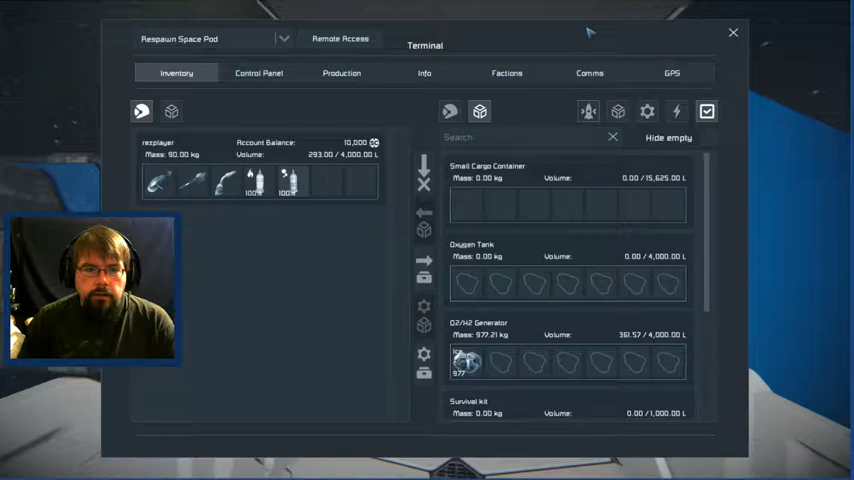 Respawn Space Pod
Remote Access
Terminal
Inventory
Control Panel
Production
Info
Factions
Comms
GPS
Search
Hide empty
rezplayer
Account Balance: 10,000 SC
Mass: 90.00 kg
Volume: 293.00 / 4,000.00 L
100%
100%
Small Cargo Container
Mass: 0.00 kg
Volume: 0.00 / 15,625.00 L
Oxygen Tank
Mass: 0.00 kg
Volume: 0.00 / 4,000.00 L
O2/H2 Generator
Mass: 977.21 kg
Volume: 361.57 / 4,000.00 L
Ice
977
Survival kit
Mass: 0.00 kg
Volume: 0.00 / 1,000.00 L